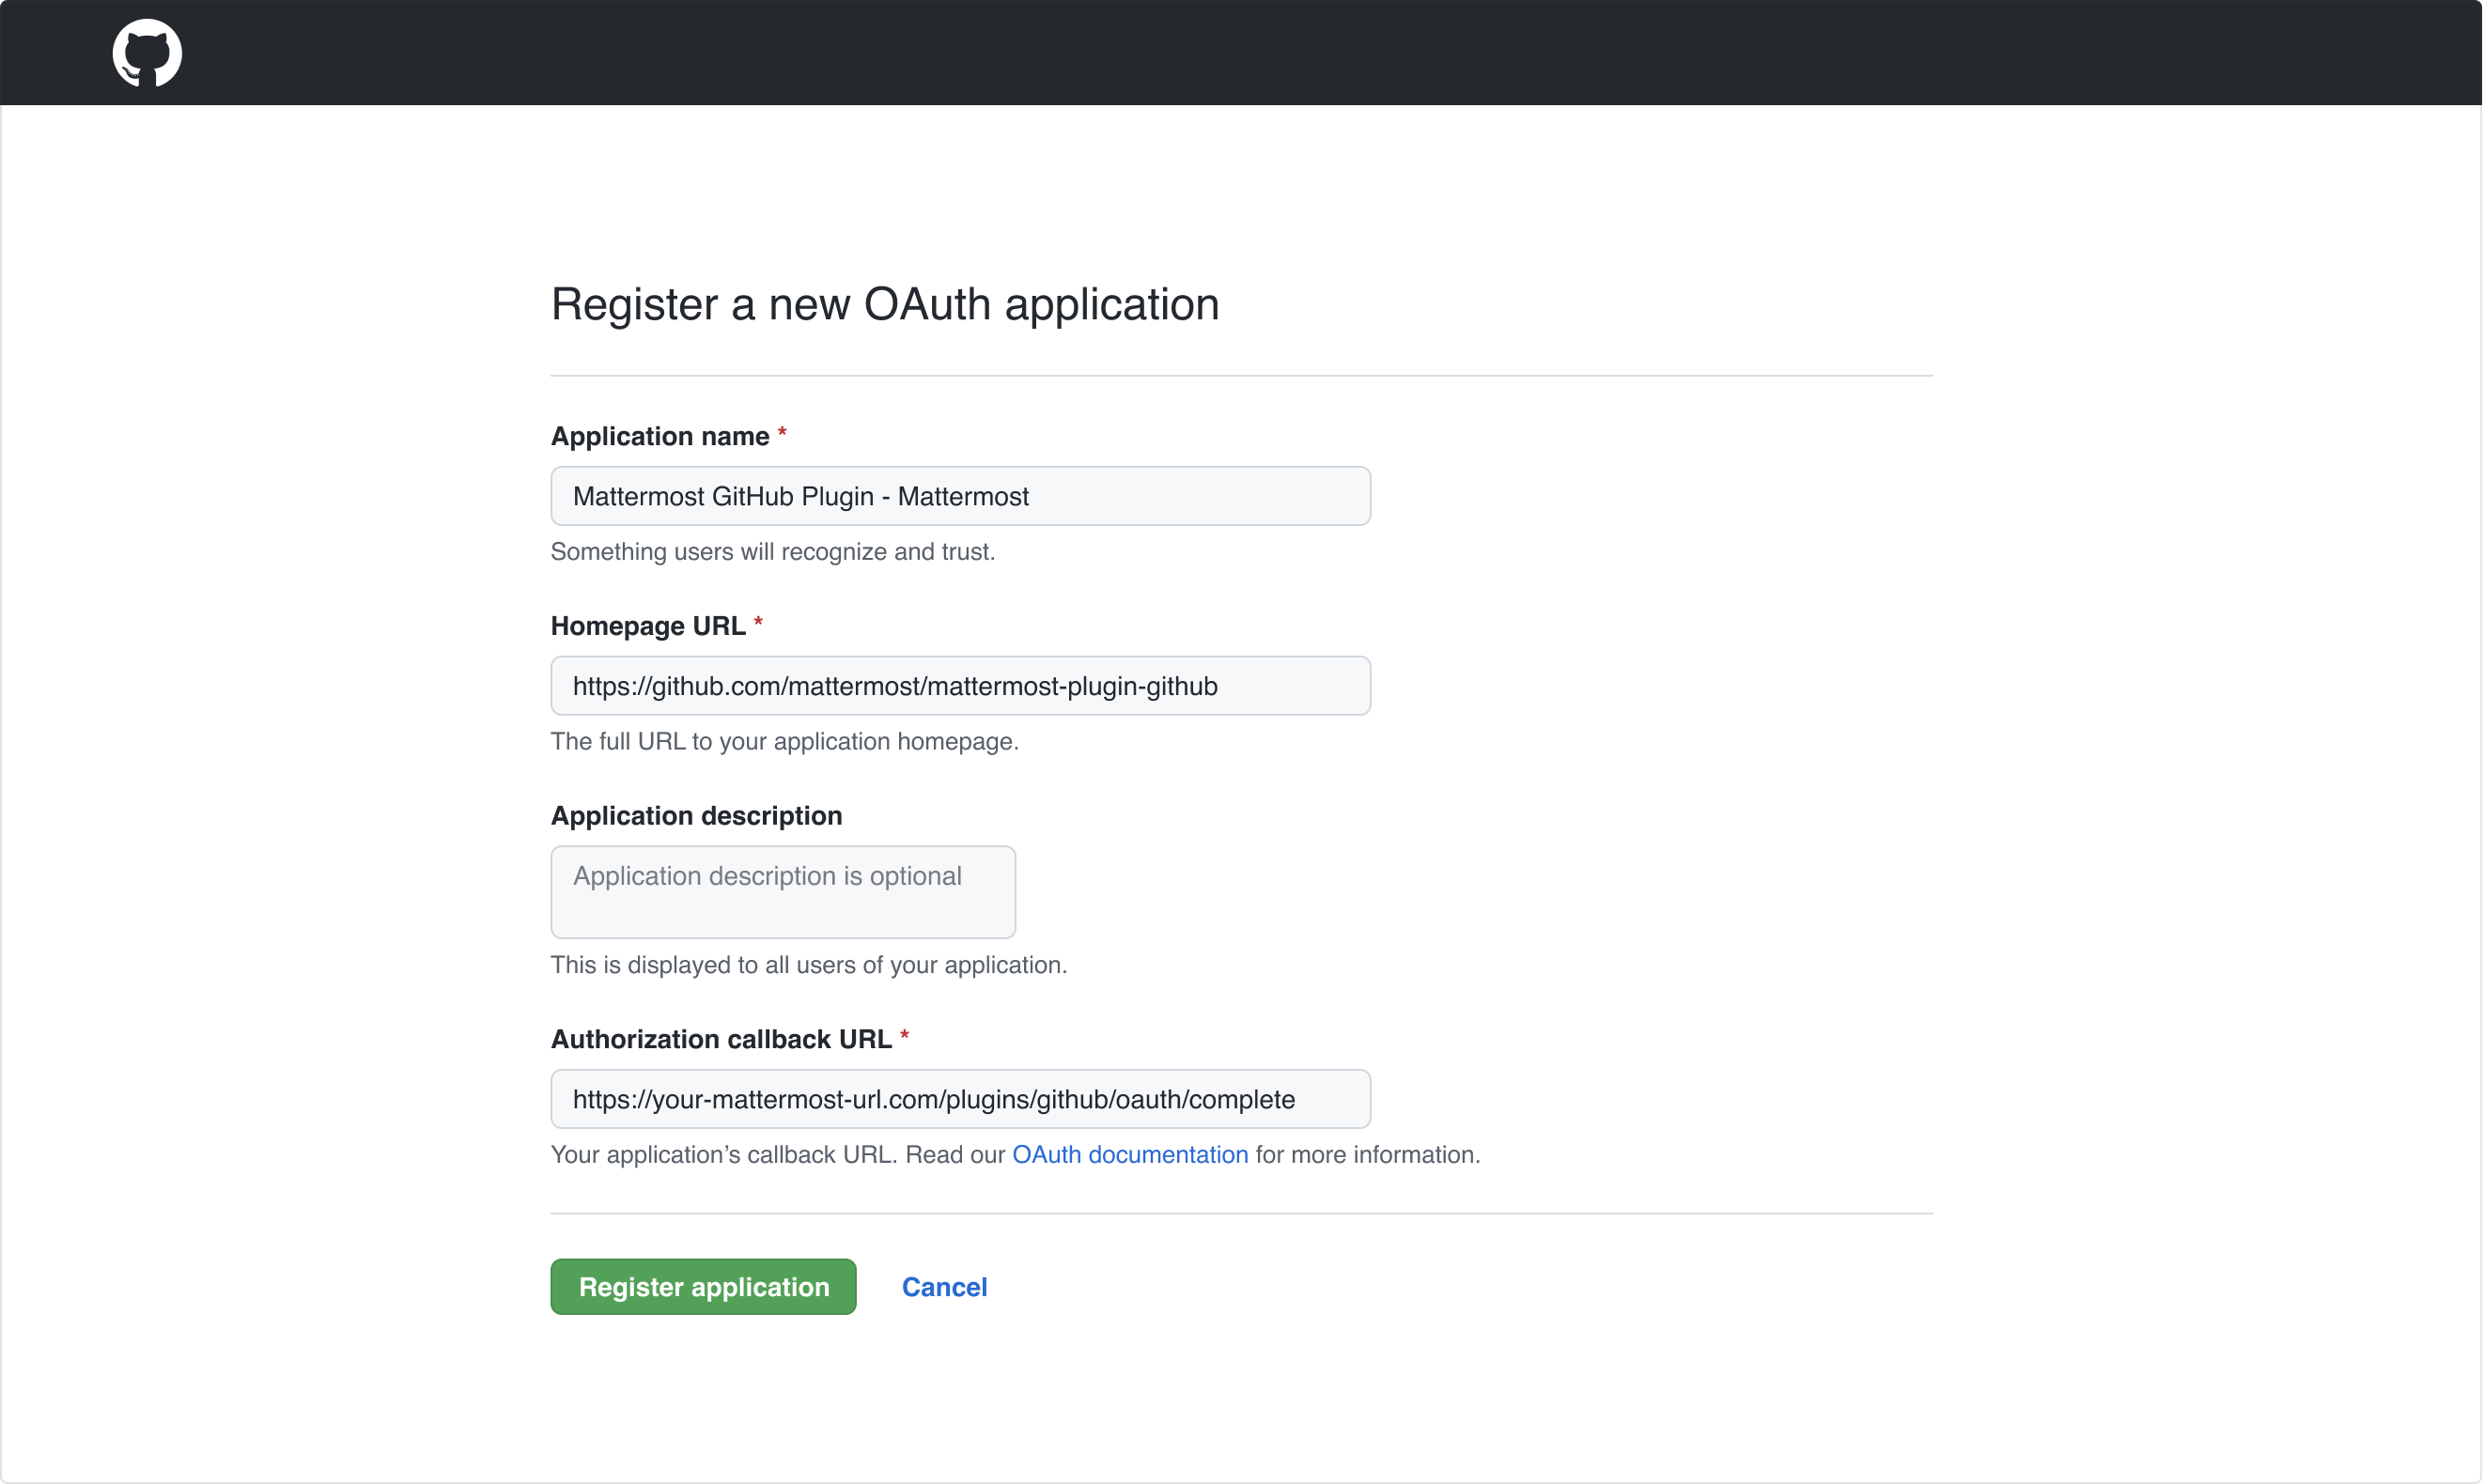 Register a new OAuth application
Application name *
Mattermost GitHub Plugin - Mattermost
Something users will recognize and trust.
Homepage URL *
https://github.com/mattermost/mattermost-plugin-github
The full URL to your application homepage.
Application description
Application description is optional
This is displayed to all users of your application.
Authorization callback URL *
https://your-mattermost-url.com/plugins/github/oauth/complete
Your application’s callback URL. Read our OAuth documentation for more information.
Register application Cancel